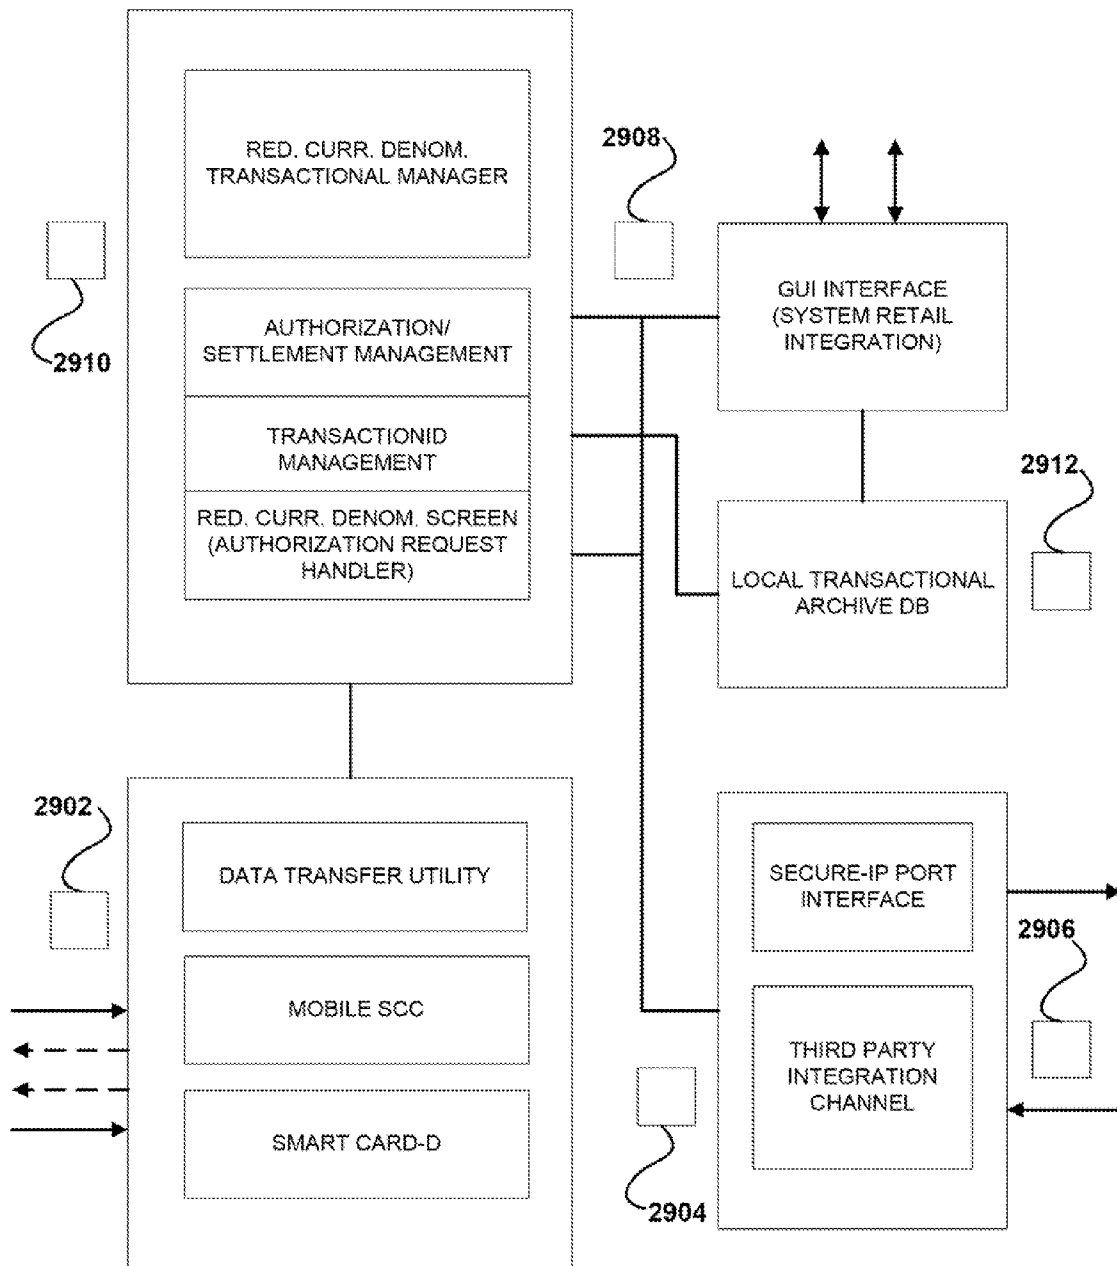 RED. CURR. DENOM.
TRANSACTIONAL MANAGER
2910
AUTHORIZATION/
SETTLEMENT MANAGEMENT
TRANSACTIONID
MANAGEMENT
RED. CURR. DENOM. SCREEN
(AUTHORIZATION REQUEST
HANDLER)
2908
GUI INTERFACE
(SYSTEM RETAIL
INTEGRATION)
2912
LOCAL TRANSACTIONAL
ARCHIVE DB
2902
DATA TRANSFER UTILITY
MOBILE SCC
SMART CARD-D
SECURE-IP PORT
INTERFACE
2906
THIRD PARTY
INTEGRATION
CHANNEL
2904